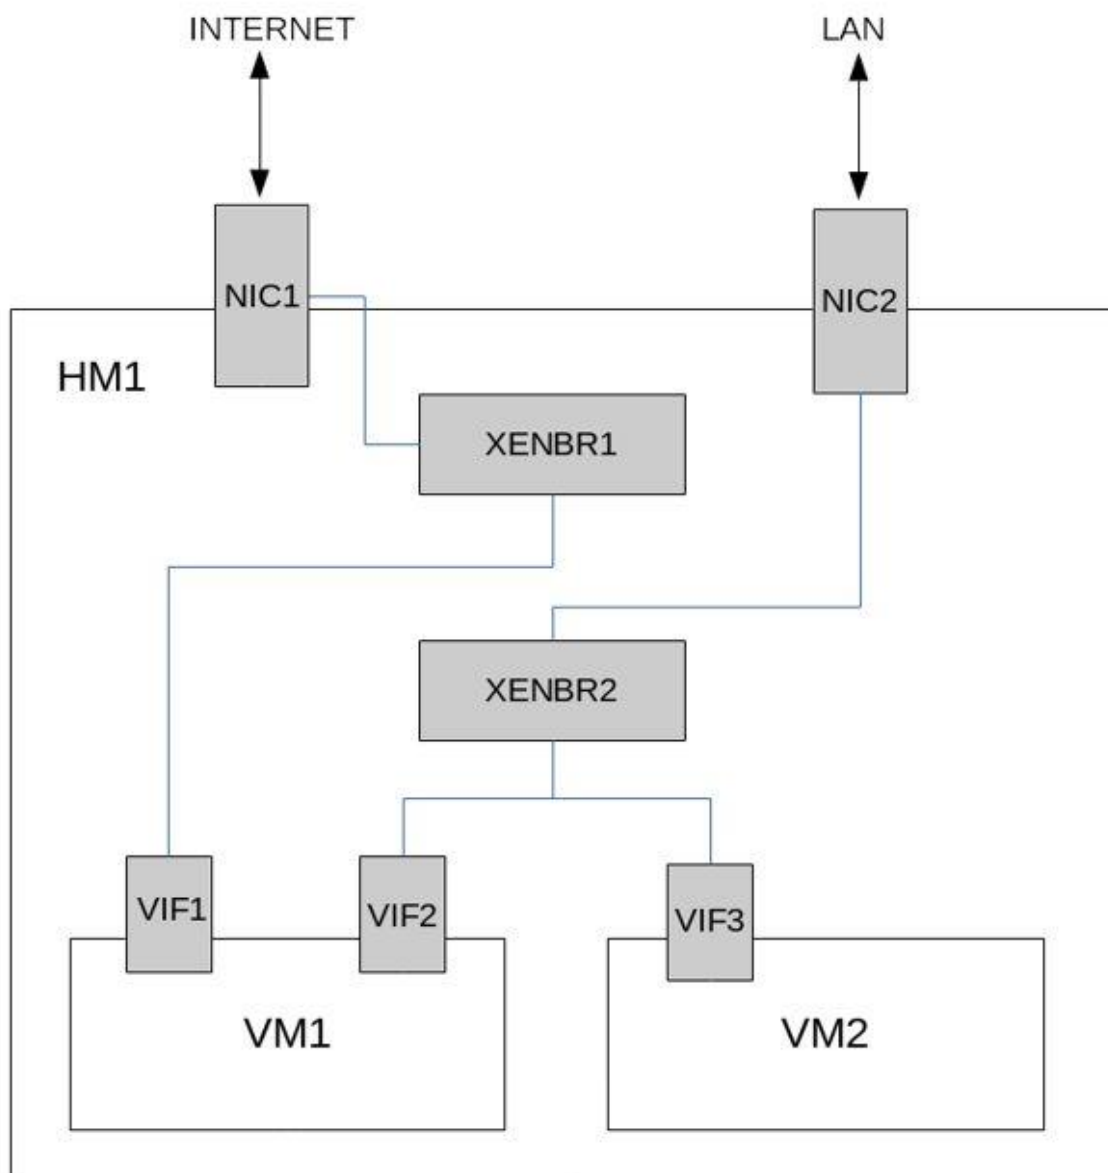 INTERNET
LAN
NIC1
NIC2
HM1
XENBR1
XENBR2
VIF1
VIF2
VIF3
VM1
VM2